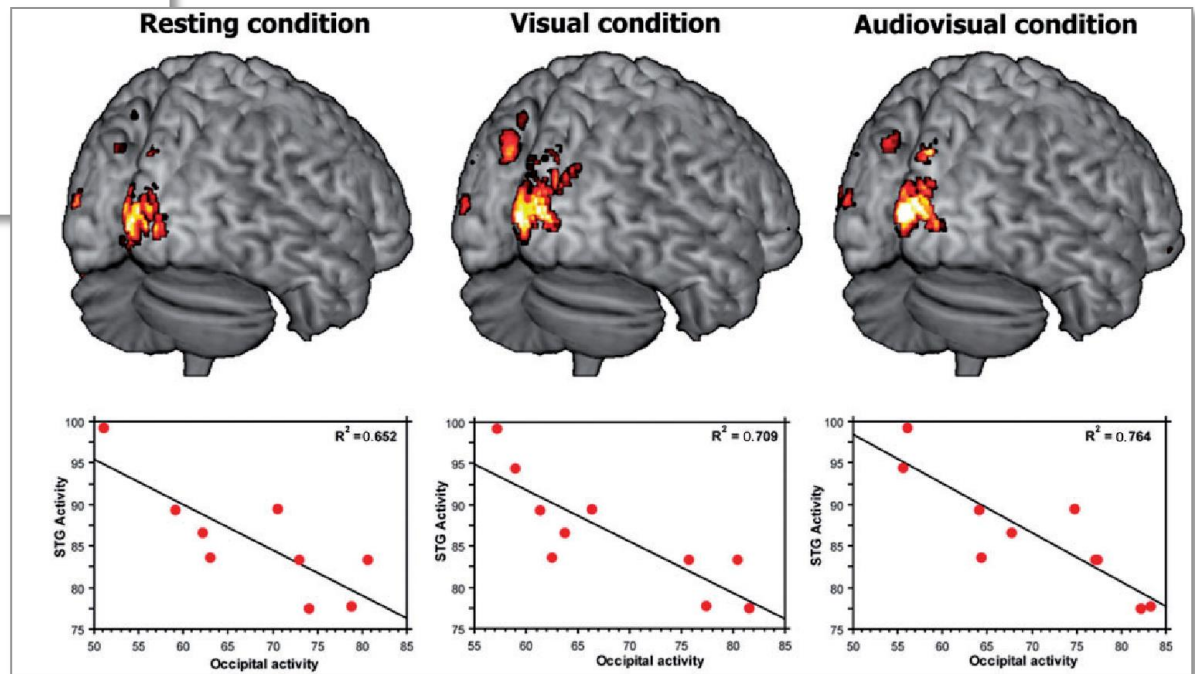 Resting condition
Visual condition
Audiovisual condition
R² = 0.652
STG Activity
100
95
90
85
80
75
50 55 60 65 70 75 80 85
Occipital activity
R² = 0.709
STG Activity
100
95
90
85
80
75
55 60 65 70 75 80 85
Occipital activity
R² = 0.764
STG Activity
100
95
90
85
80
75
50 55 60 65 70 75 80 85
Occipital activity